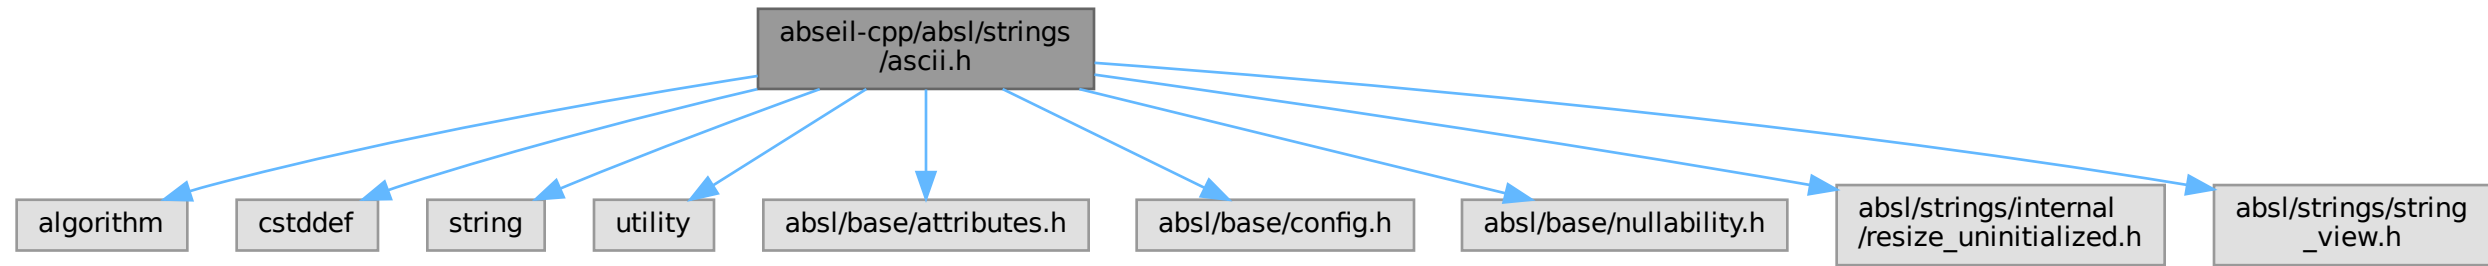 abseil-cpp/absl/strings
/ascii.h
algorithm
cstddef
string
utility
absl/base/attributes.h
absl/base/config.h
absl/base/nullability.h
absl/strings/internal
/resize_uninitialized.h
absl/strings/string
_view.h